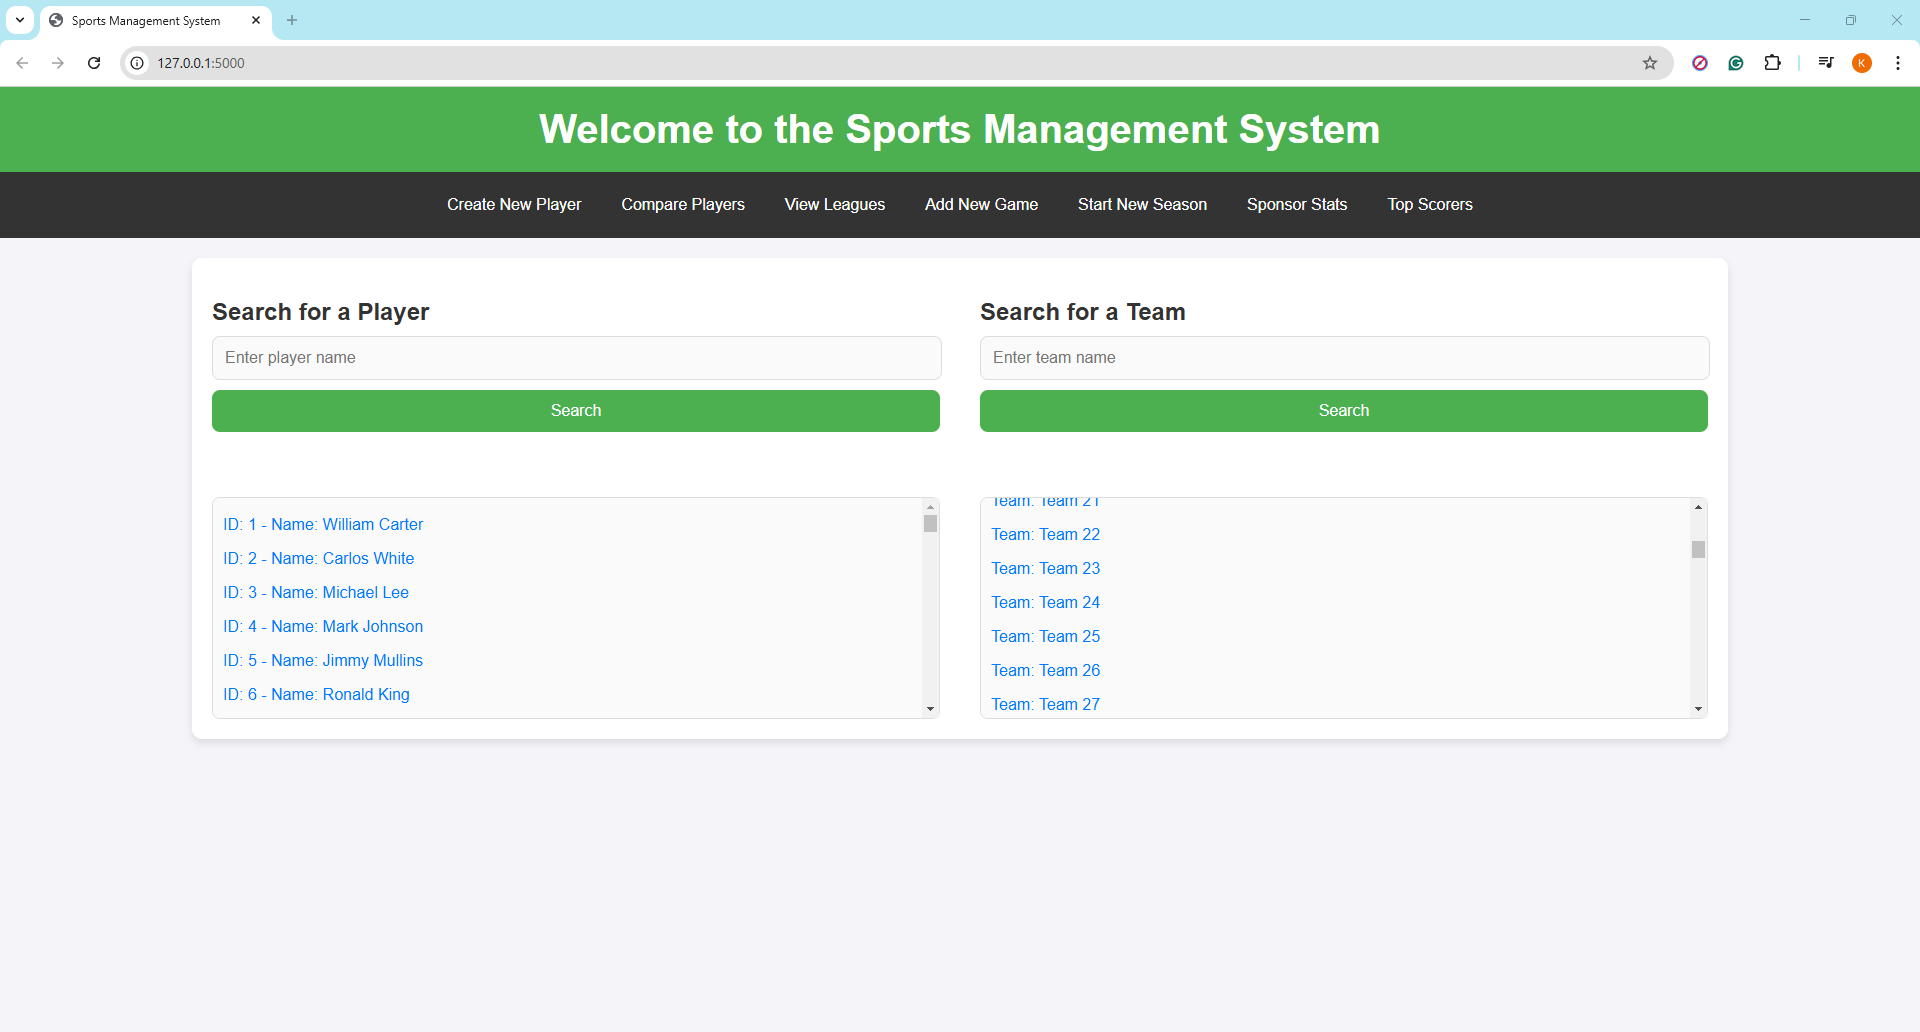 Sports Management System
127.0.0.1:5000
K
Welcome to the Sports Management System
Create New Player Compare Players View Leagues Add New Game Start New Season Sponsor Stats Top Scorers
Search for a Player
Enter player name
Search
ID: 1 - Name: William Carter
ID: 2 - Name: Carlos White
ID: 3 - Name: Michael Lee
ID: 4 - Name: Mark Johnson
ID: 5 - Name: Jimmy Mullins
ID: 6 - Name: Ronald King
Search for a Team
Enter team name
Search
Team: Team 21
Team: Team 22
Team: Team 23
Team: Team 24
Team: Team 25
Team: Team 26
Team: Team 27